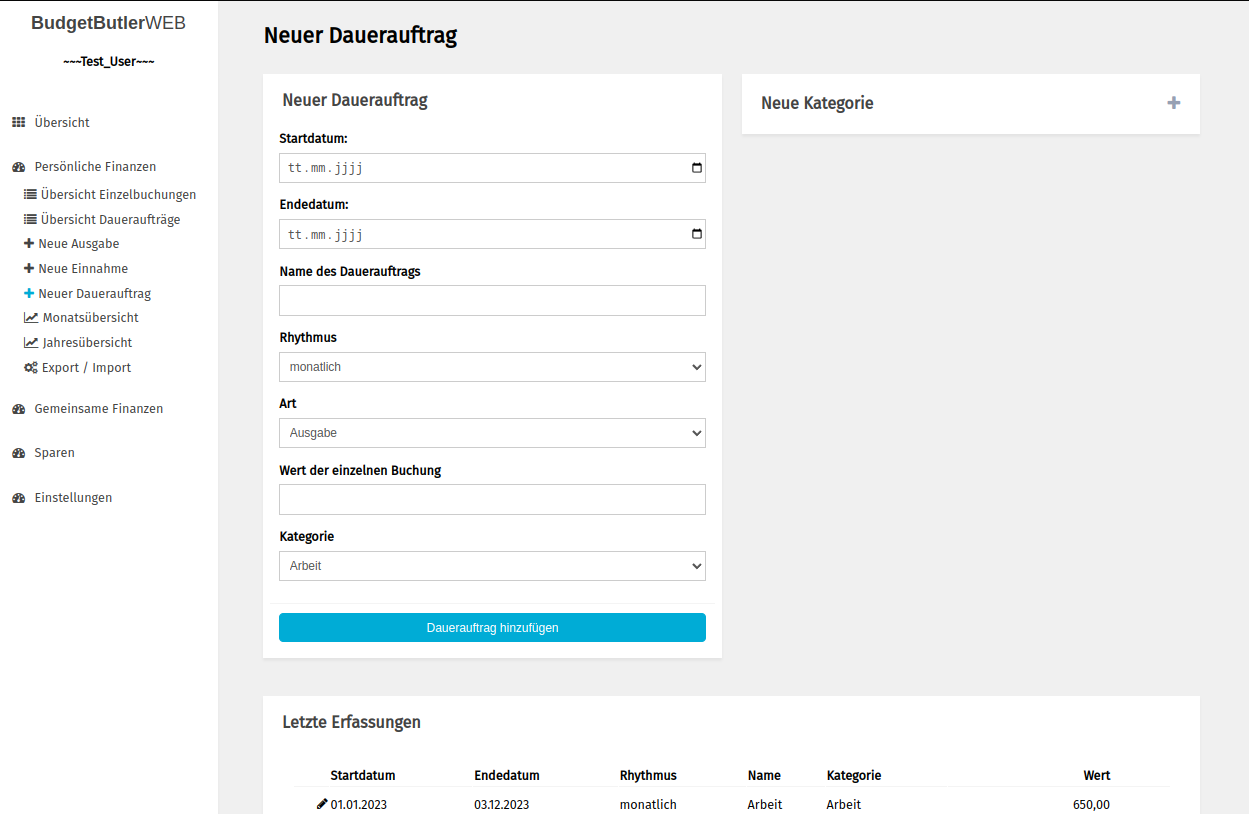 BudgetButlerWEB
~~~Test_User~~~
Übersicht
Persönliche Finanzen
Übersicht Einzelbuchungen
Übersicht Daueraufträge
Neue Ausgabe
Neue Einnahme
Neuer Dauerauftrag
Monatsübersicht
Jahresübersicht
Export / Import
Gemeinsame Finanzen
Sparen
Einstellungen
Neuer Dauerauftrag
Neuer Dauerauftrag
Startdatum:
tt.mm.jjjj
Endedatum:
tt.mm.jjjj
Name des Dauerauftrags
Rhythmus
monatlich
Art
Ausgabe
Wert der einzelnen Buchung
Kategorie
Arbeit
Dauerauftrag hinzufügen
Neue Kategorie
Letzte Erfassungen
Startdatum Endedatum Rhythmus Name Kategorie Wert
01.01.2023 03.12.2023 monatlich Arbeit Arbeit 650,00